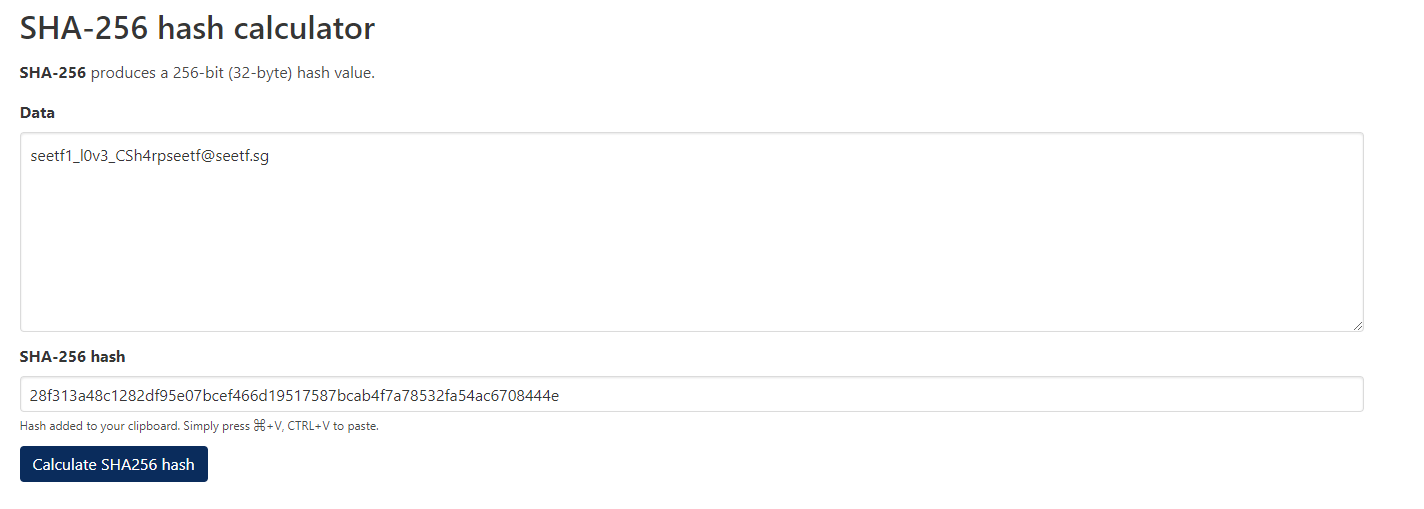 SHA-256 hash calculator
SHA-256 produces a 256-bit (32-byte) hash value.
Data
seetf1_l0v3_CSh4rpseetf@seetf.sg
SHA-256 hash
28f313a48c1282df95e07bcef466d19517587bcab4f7a78532fa54ac6708444e
Hash added to your clipboard. Simply press ⌘+V, CTRL+V to paste.
Calculate SHA256 hash